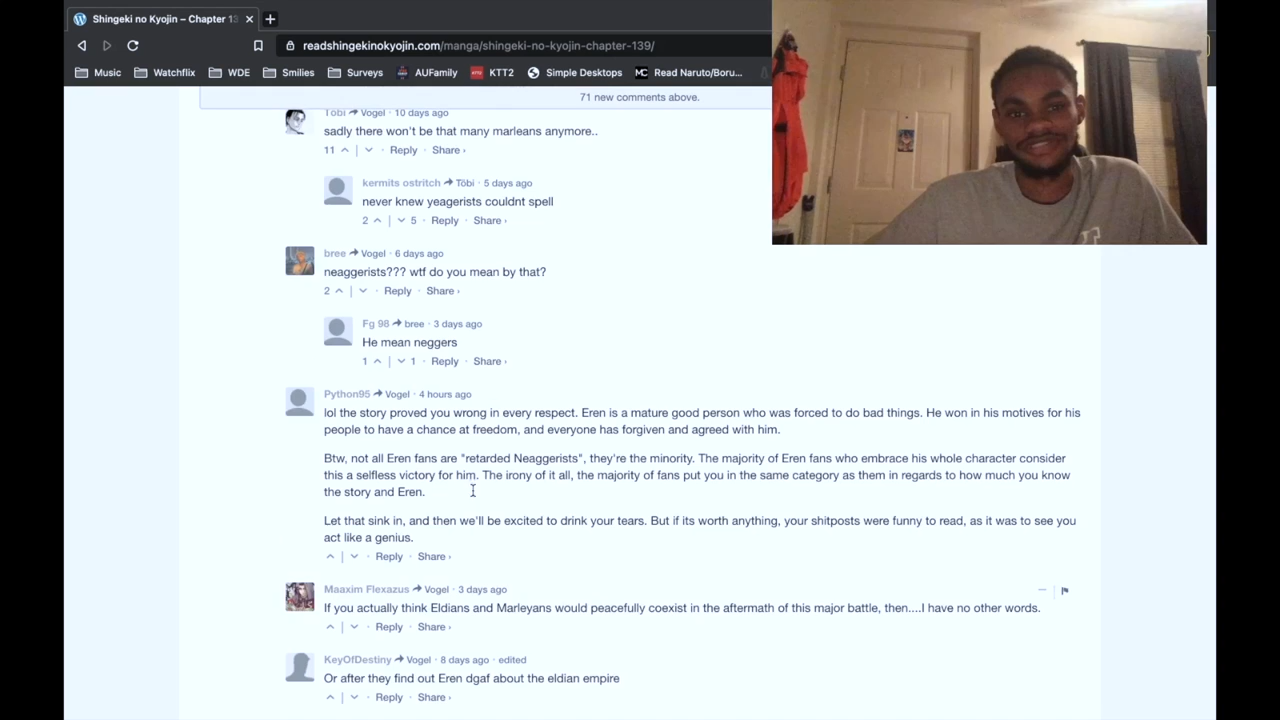 Shingeki no Kyojin – Chapter 13
readshingekinokyojin.com/manga/shingeki-no-kyojin-chapter-139/
Music Watchflix WDE Smilies Surveys AUFamily KTT2 Simple Desktops Read Naruto/Boru...
71 new comments above.
Tobi Vogel · 10 days ago
sadly there won't be that many marleans anymore..
11 Reply · Share ›
kermits ostritch Töbi · 5 days ago
never knew yeagerists couldnt spell
2 5 Reply · Share ›
bree Vogel · 6 days ago
neaggerists??? wtf do you mean by that?
2 Reply · Share ›
Fg 98 bree · 3 days ago
He mean neggers
1 1 Reply · Share ›
Python95 Vogel · 4 hours ago
lol the story proved you wrong in every respect. Eren is a mature good person who was forced to do bad things. He won in his motives for his
people to have a chance at freedom, and everyone has forgiven and agreed with him.
Btw, not all Eren fans are "retarded Neaggerists", they're the minority. The majority of Eren fans who embrace his whole character consider
this a selfless victory for him. The irony of it all, the majority of fans put you in the same category as them in regards to how much you know
the story and Eren.
Let that sink in, and then we'll be excited to drink your tears. But if its worth anything, your shitposts were funny to read, as it was to see you
act like a genius.
Reply · Share ›
Maaxim Flexazus Vogel · 3 days ago
If you actually think Eldians and Marleyans would peacefully coexist in the aftermath of this major battle, then....I have no other words.
Reply · Share ›
KeyOfDestiny Vogel · 8 days ago · edited
Or after they find out Eren dgaf about the eldian empire
Reply · Share ›